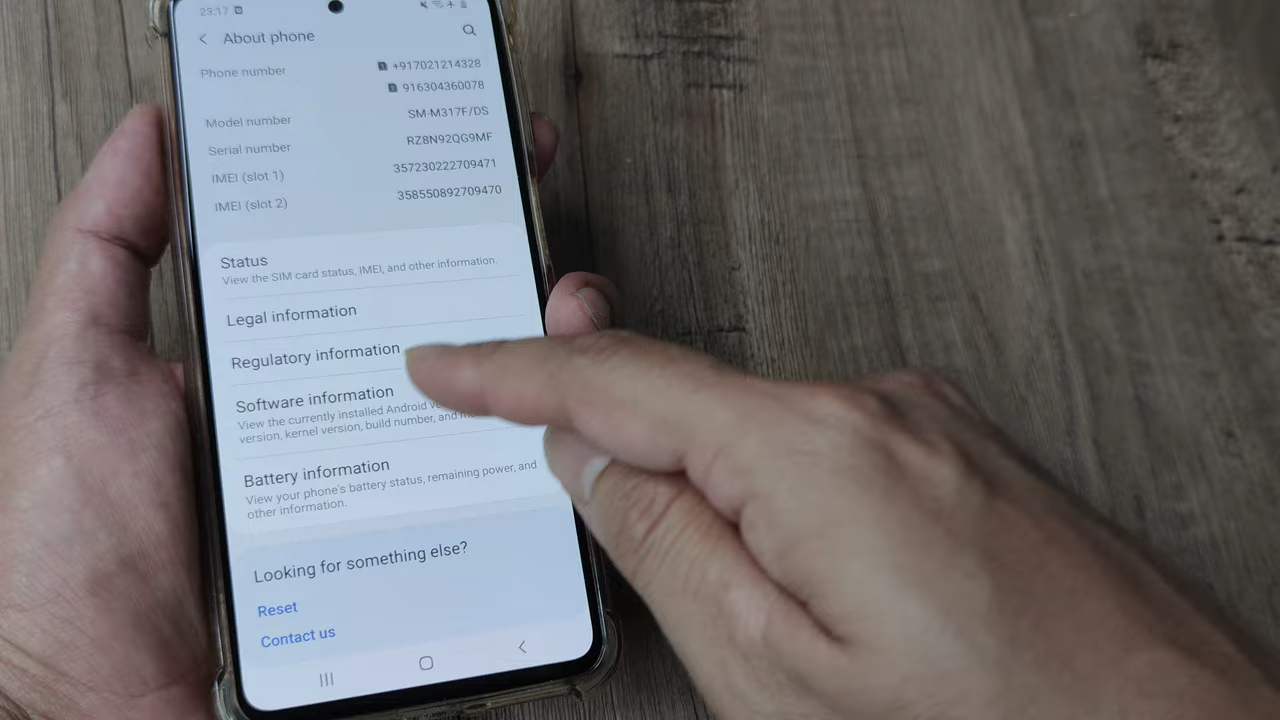 23:17
About phone
Phone number
+917021214328
916304360078
Model number
SM-M317F/DS
Serial number
RZ8N92QG9MF
IMEI (slot 1)
357230222709471
IMEI (slot 2)
358550892709470
Status
View the SIM card status, IMEI, and other information.
Legal information
Regulatory information
Software information
View the currently installed Android
version, kernel version, build number, and
Battery information
View your phone's battery status, remaining power, and
other information.
Looking for something else?
Reset
Contact us